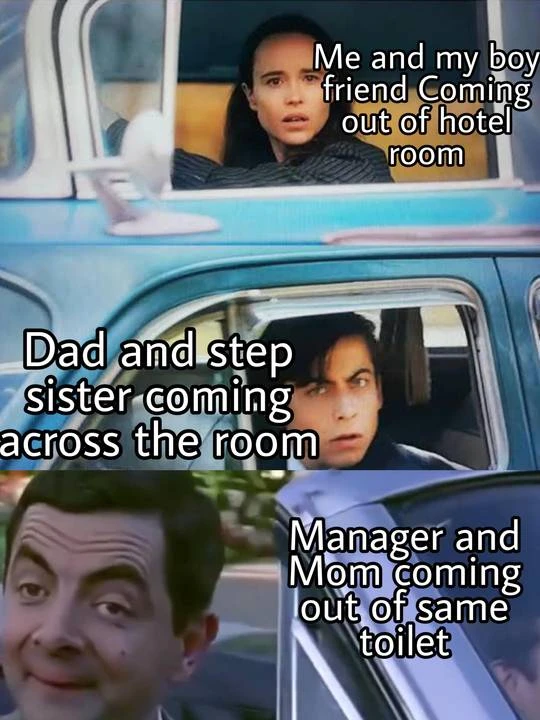 Me and my boy
friend Coming
out of hotel
room
Dad and step
sister coming
across the room
Manager and
Mom coming
out of same
toilet